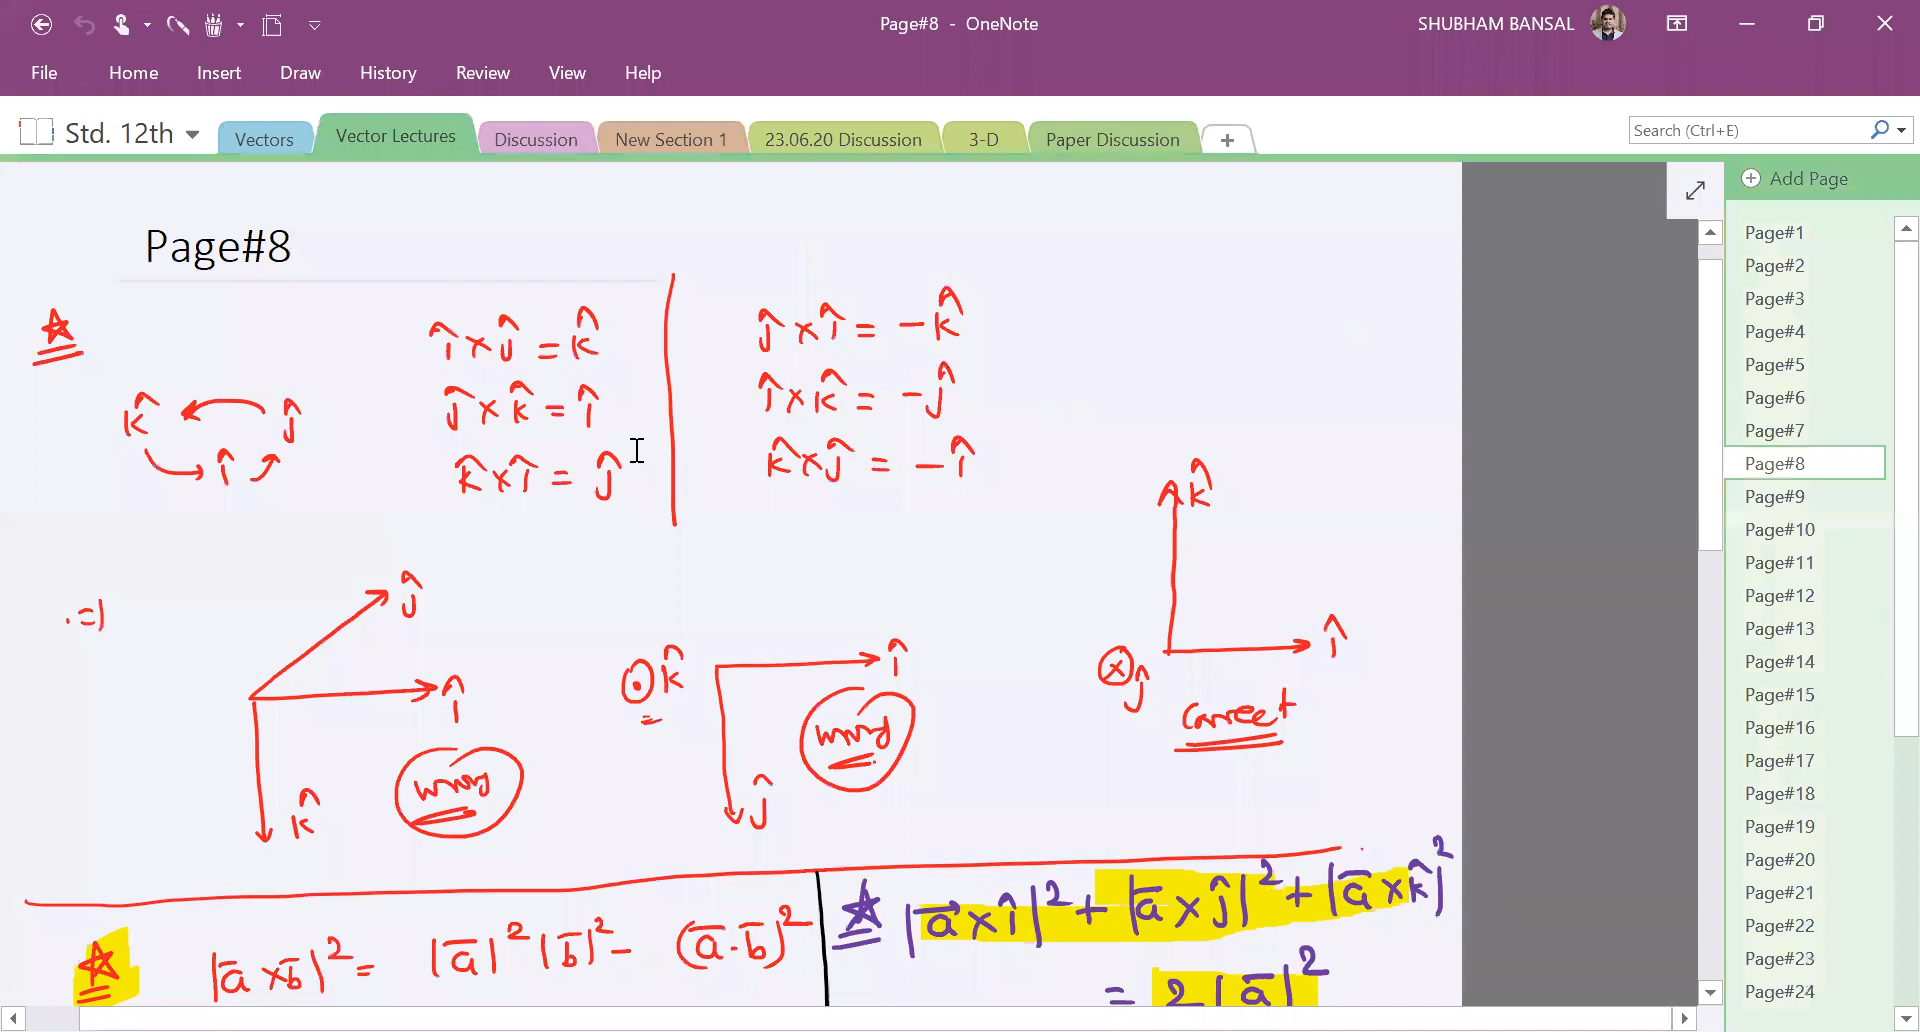 Page#8 - OneNote
SHUBHAM BANSAL
File Home Insert Draw History Review View Help
Std. 12th Vectors Vector Lectures Discussion New Section 1 23.06.20 Discussion 3-D Paper Discussion +
Search (Ctrl+E)
Add Page
Page#1
Page#2
Page#3
Page#4
Page#5
Page#6
Page#7
Page#8
Page#9
Page#10
Page#11
Page#12
Page#13
Page#14
Page#15
Page#16
Page#17
Page#18
Page#19
Page#20
Page#21
Page#22
Page#23
Page#24
Page#8
î × ĵ = k̂
ĵ × k̂ = î
k̂ × î = ĵ
ĵ × î = -k̂
î × k̂ = -ĵ
k̂ × ĵ = -î
k̂ ĵ
î
.=)
ĵ
î
k̂
wrong
k̂
î
ĵ
wrong
k̂
î
ĵ
correct
|a̅ × b̅|² = |a̅|² |b̅|² - (a̅ . b̅)²
|a⃗ × î|² + |a̅ × ĵ|² + |a̅ × k̂|²
= 2 |a̅|²